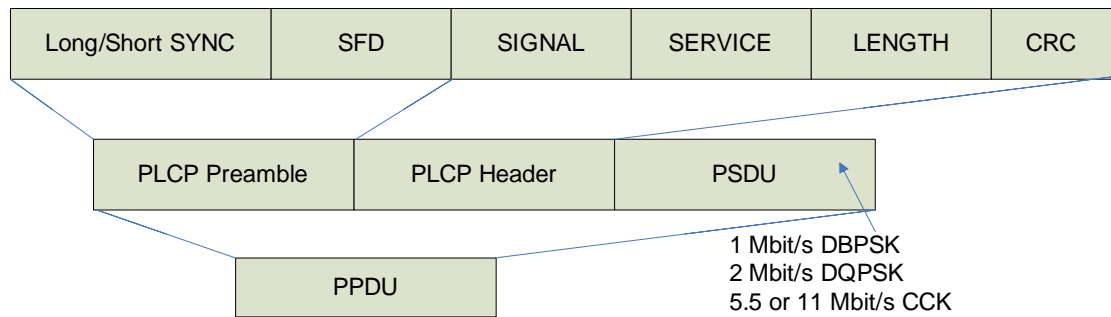 Long/Short SYNC
SFD
SIGNAL
SERVICE
LENGTH
CRC
PLCP Preamble
PLCP Header
PSDU
1 Mbit/s DBPSK
2 Mbit/s DQPSK
5.5 or 11 Mbit/s CCK
PPDU